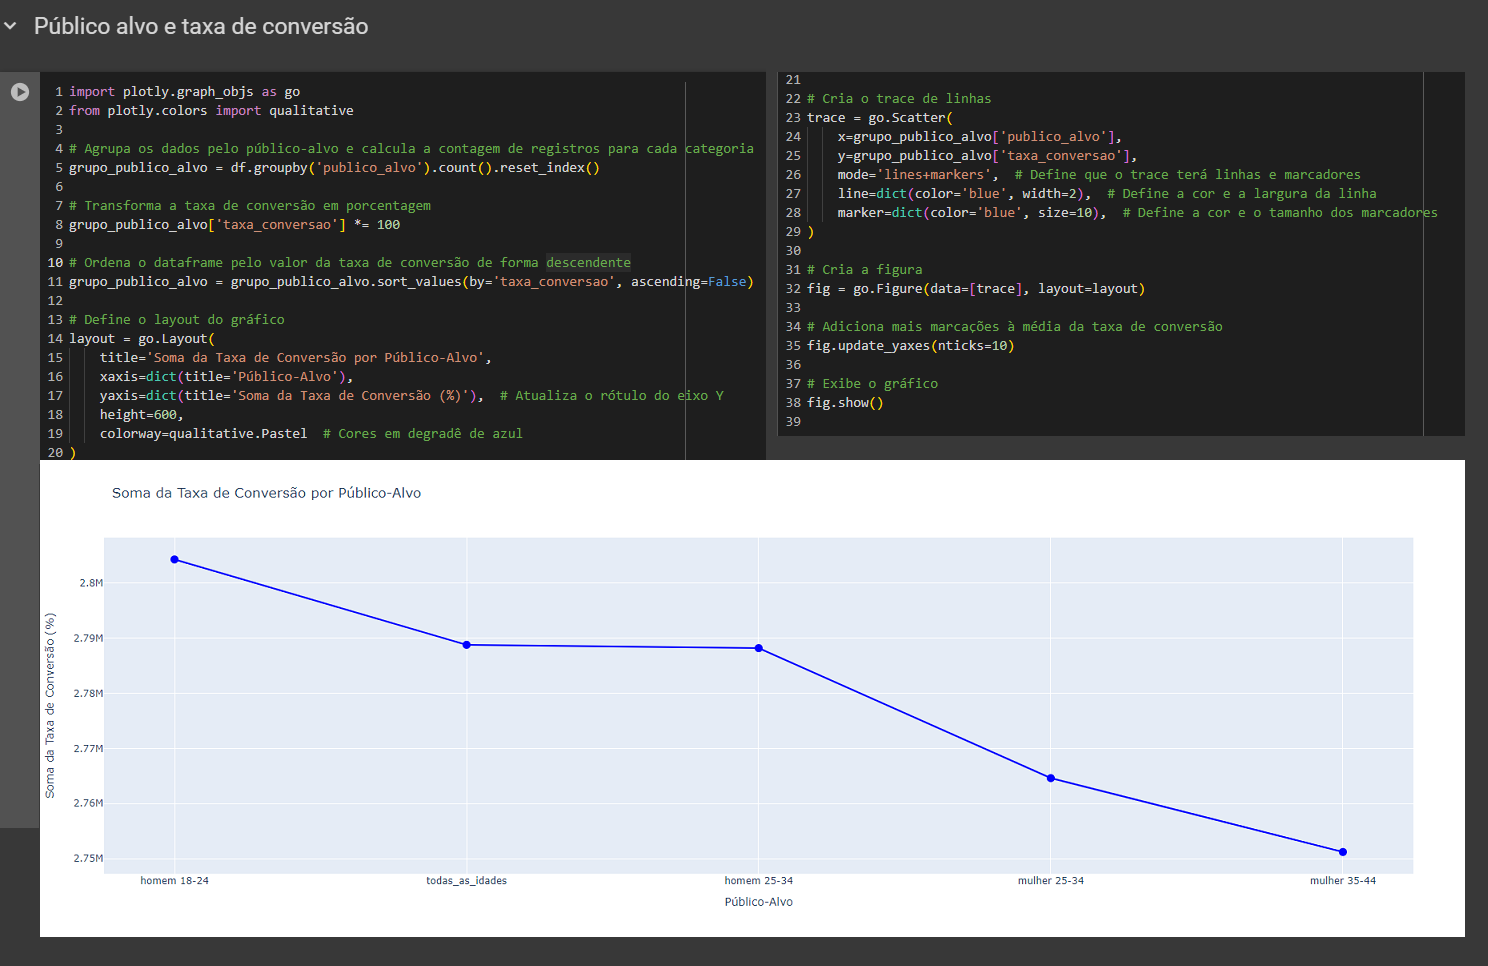 Público alvo e taxa de conversão
1 import plotly.graph_objs as go
2 from plotly.colors import qualitative
3
4 # Agrupa os dados pelo público-alvo e calcula a contagem de registros para cada categoria
5 grupo_publico_alvo = df.groupby('publico_alvo').count().reset_index()
6
7 # Transforma a taxa de conversão em porcentagem
8 grupo_publico_alvo['taxa_conversao'] *= 100
9
10 # Ordena o dataframe pelo valor da taxa de conversão de forma descendente
11 grupo_publico_alvo = grupo_publico_alvo.sort_values(by='taxa_conversao', ascending=False)
12
13 # Define o layout do gráfico
14 layout = go.Layout(
15     title='Soma da Taxa de Conversão por Público-Alvo',
16     xaxis=dict(title='Público-Alvo'),
17     yaxis=dict(title='Soma da Taxa de Conversão (%)'),  # Atualiza o rótulo do eixo Y
18     height=600,
19     colorway=qualitative.Pastel  # Cores em degradê de azul
20 )
21
22 # Cria o trace de linhas
23 trace = go.Scatter(
24     x=grupo_publico_alvo['publico_alvo'],
25     y=grupo_publico_alvo['taxa_conversao'],
26     mode='lines+markers',  # Define que o trace terá linhas e marcadores
27     line=dict(color='blue', width=2),  # Define a cor e a largura da linha
28     marker=dict(color='blue', size=10),  # Define a cor e o tamanho dos marcadores
29 )
30
31 # Cria a figura
32 fig = go.Figure(data=[trace], layout=layout)
33
34 # Adiciona mais marcações à média da taxa de conversão
35 fig.update_yaxes(nticks=10)
36
37 # Exibe o gráfico
38 fig.show()
39
Soma da Taxa de Conversão por Público-Alvo
Soma da Taxa de Conversão (%)
2.8M
2.79M
2.78M
2.77M
2.76M
2.75M
homem 18-24
todas_as_idades
homem 25-34
mulher 25-34
mulher 35-44
Público-Alvo